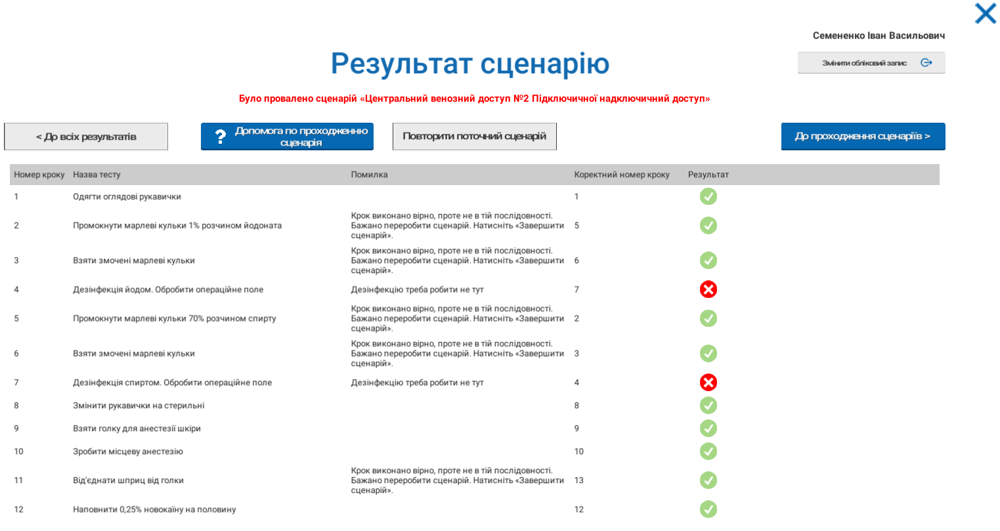 Семененко Іван Васильович
Результат сценарію
Змінити обліковий запис
Було провалено сценарій «Центральний венозний доступ №2 Підключичної надключичний доступ»
< До всіх результатів
? Допомога по проходженню
сценарія
Повторити поточний сценарій
До проходження сценаріїв >
Номер кроку Назва тесту Помилка Коректний номер кроку Результат
1 Одягти оглядові рукавички 1
Крок виконано вірно, проте не в тій послідовності.
2 Промокнути марлеві кульки 1% розчином йодоната Бажано переробити сценарій. Натисніть «Завершити 5
сценарій».
Крок виконано вірно, проте не в тій послідовності.
3 Взяти змочені марлеві кульки Бажано переробити сценарій. Натисніть «Завершити 6
сценарій».
4 Дезінфекція йодом. Обробити операційне поле Дезінфекцію треба робити не тут 7
Крок виконано вірно, проте не в тій послідовності.
5 Промокнути марлеві кульки 70% розчином спирту Бажано переробити сценарій. Натисніть «Завершити 2
сценарій».
Крок виконано вірно, проте не в тій послідовності.
6 Взяти змочені марлеві кульки Бажано переробити сценарій. Натисніть «Завершити 3
сценарій».
7 Дезінфекція спиртом. Обробити операційне поле Дезінфекцію треба робити не тут 4
8 Змінити рукавички на стерильні 8
9 Взяти голку для анестезії шкіри 9
10 Зробити місцеву анестезію 10
Крок виконано вірно, проте не в тій послідовності.
11 Від'єднати шприц від голки Бажано переробити сценарій. Натисніть «Завершити 13
сценарій».
12 Наповнити 0,25% новокаїну на половину 12